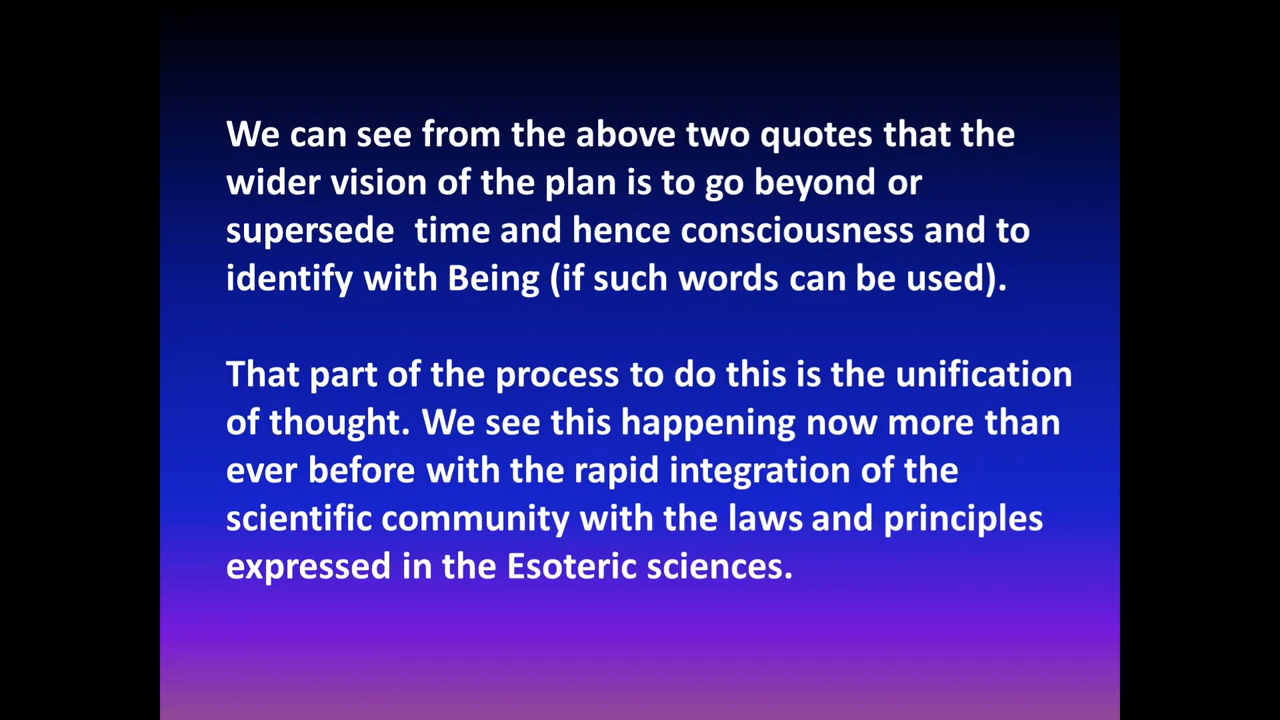 We can see from the above two quotes that the
wider vision of the plan is to go beyond or
supersede  time and hence consciousness and to
identify with Being (if such words can be used).
That part of the process to do this is the unification
of thought. We see this happening now more than
ever before with the rapid integration of the
scientific community with the laws and principles
expressed in the Esoteric sciences.